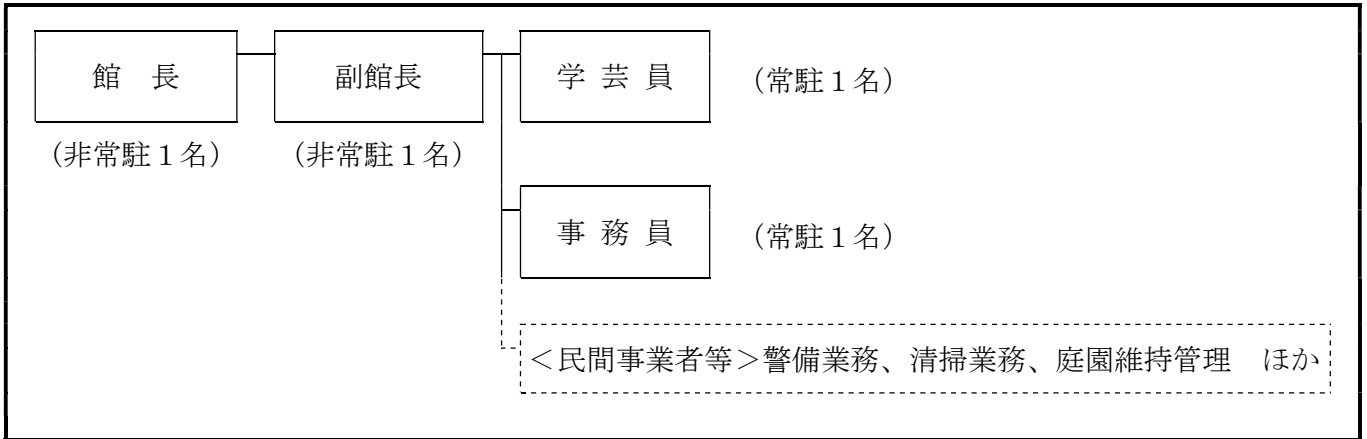 館　長
副館長
学 芸 員
（常駐１名）
（非常駐１名）
（非常駐１名）
事 務 員
（常駐１名）
＜民間事業者等＞警備業務、清掃業務、庭園維持管理　ほか